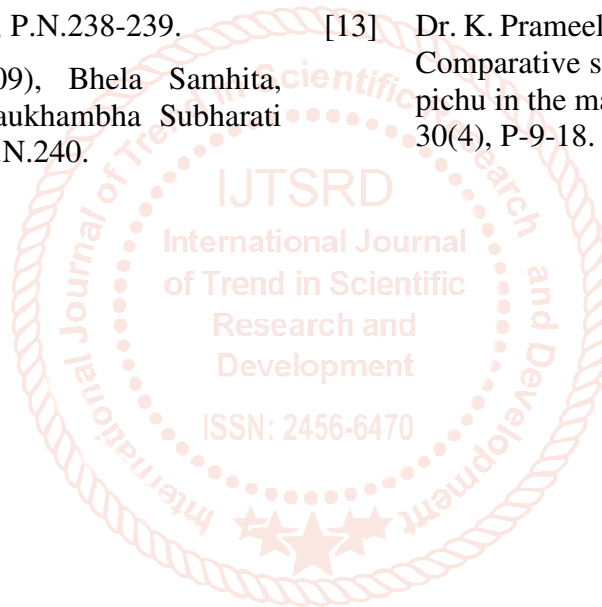 , P.N.238-239.
09), Bhela Samhita,
aukhambha Subharati
.N.240.
[13] Dr. K. Prameel
Comparative s
pichu in the ma
30(4), P-9-18.
International Journal of Trend in Scientific Research and Development
IJTSRD
International Journal
of Trend in Scientific
Research and
Development
ISSN: 2456-6470